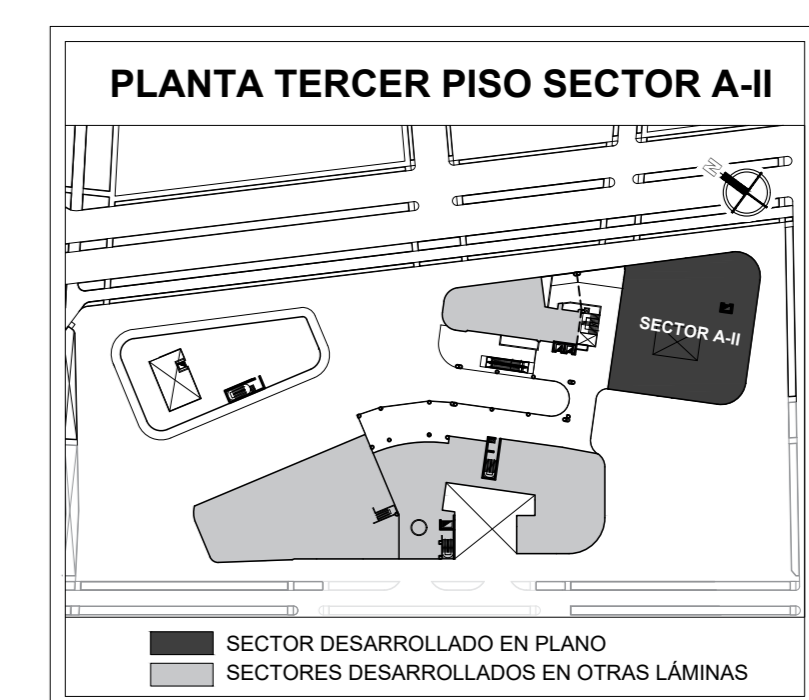 PLANTA TERCER PISO SECTOR A-II
N
SECTOR A-II
SECTOR DESARROLLADO EN PLANO
SECTORES DESARROLLADOS EN OTRAS LÁMINAS